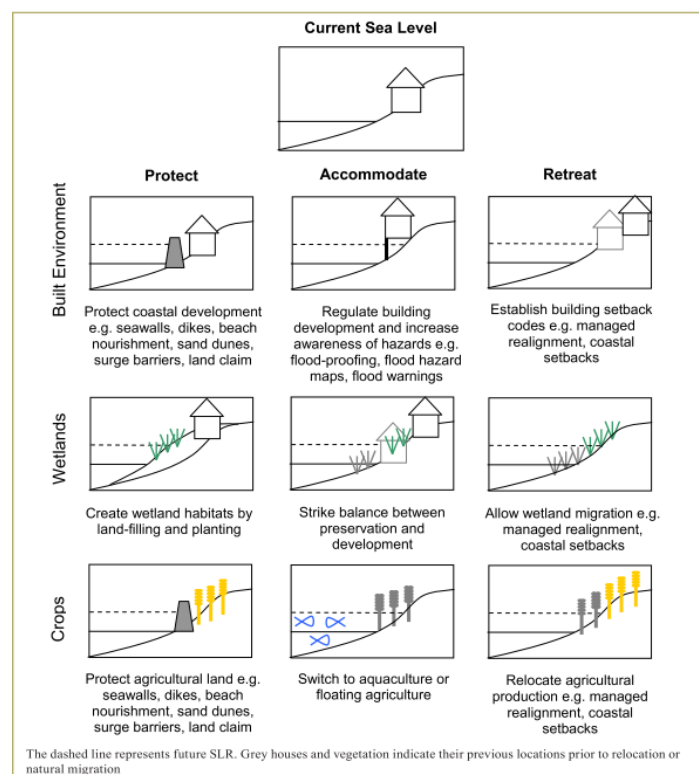 Current Sea Level
Protect
Accommodate
Retreat
Built Environment
Protect coastal development
e.g. seawalls, dikes, beach
nourishment, sand dunes,
surge barriers, land claim
Regulate building
development and increase
awareness of hazards e.g.
flood-proofing, flood hazard
maps, flood warnings
Establish building setback
codes e.g. managed
realignment, coastal
setbacks
Wetlands
Create wetland habitats by
land-filling and planting
Strike balance between
preservation and
development
Allow wetland migration e.g.
managed realignment,
coastal setbacks
Crops
Protect agricultural land e.g.
seawalls, dikes, beach
nourishment, sand dunes,
surge barriers, land claim
Switch to aquaculture or
floating agriculture
Relocate agricultural
production e.g. managed
realignment, coastal
setbacks
The dashed line represents future SLR. Grey houses and vegetation indicate their previous locations prior to relocation or
natural migration